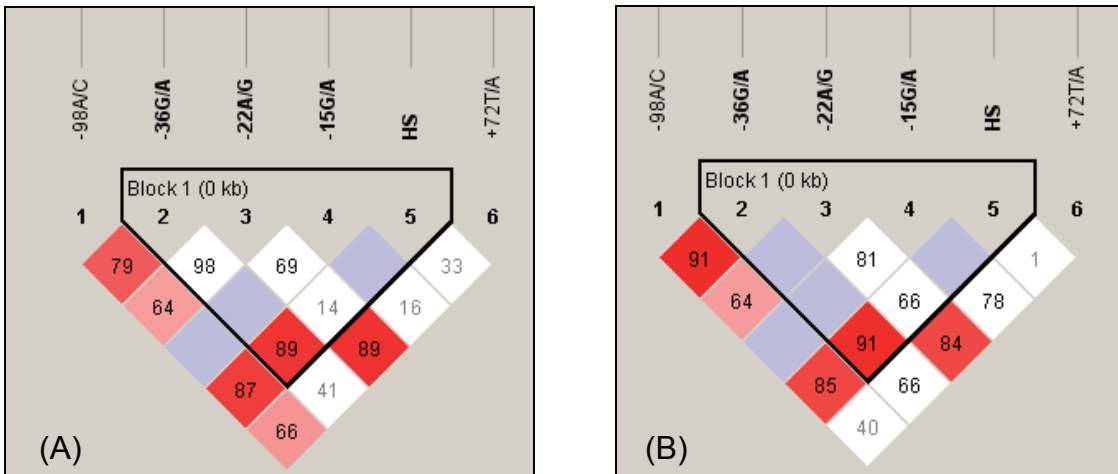 -98A/C -36G/A -22A/G -15G/A HS +72T/A
Block 1 (0 kb)
1 2 3 4 5 6
79 98 69 33
64 14 16
89 89
87 41
66
(A)
-98A/C -36G/A -22A/G -15G/A HS +72T/A
Block 1 (0 kb)
1 2 3 4 5 6
91 81 1
64 66 78
91 84
85 66
40
(B)